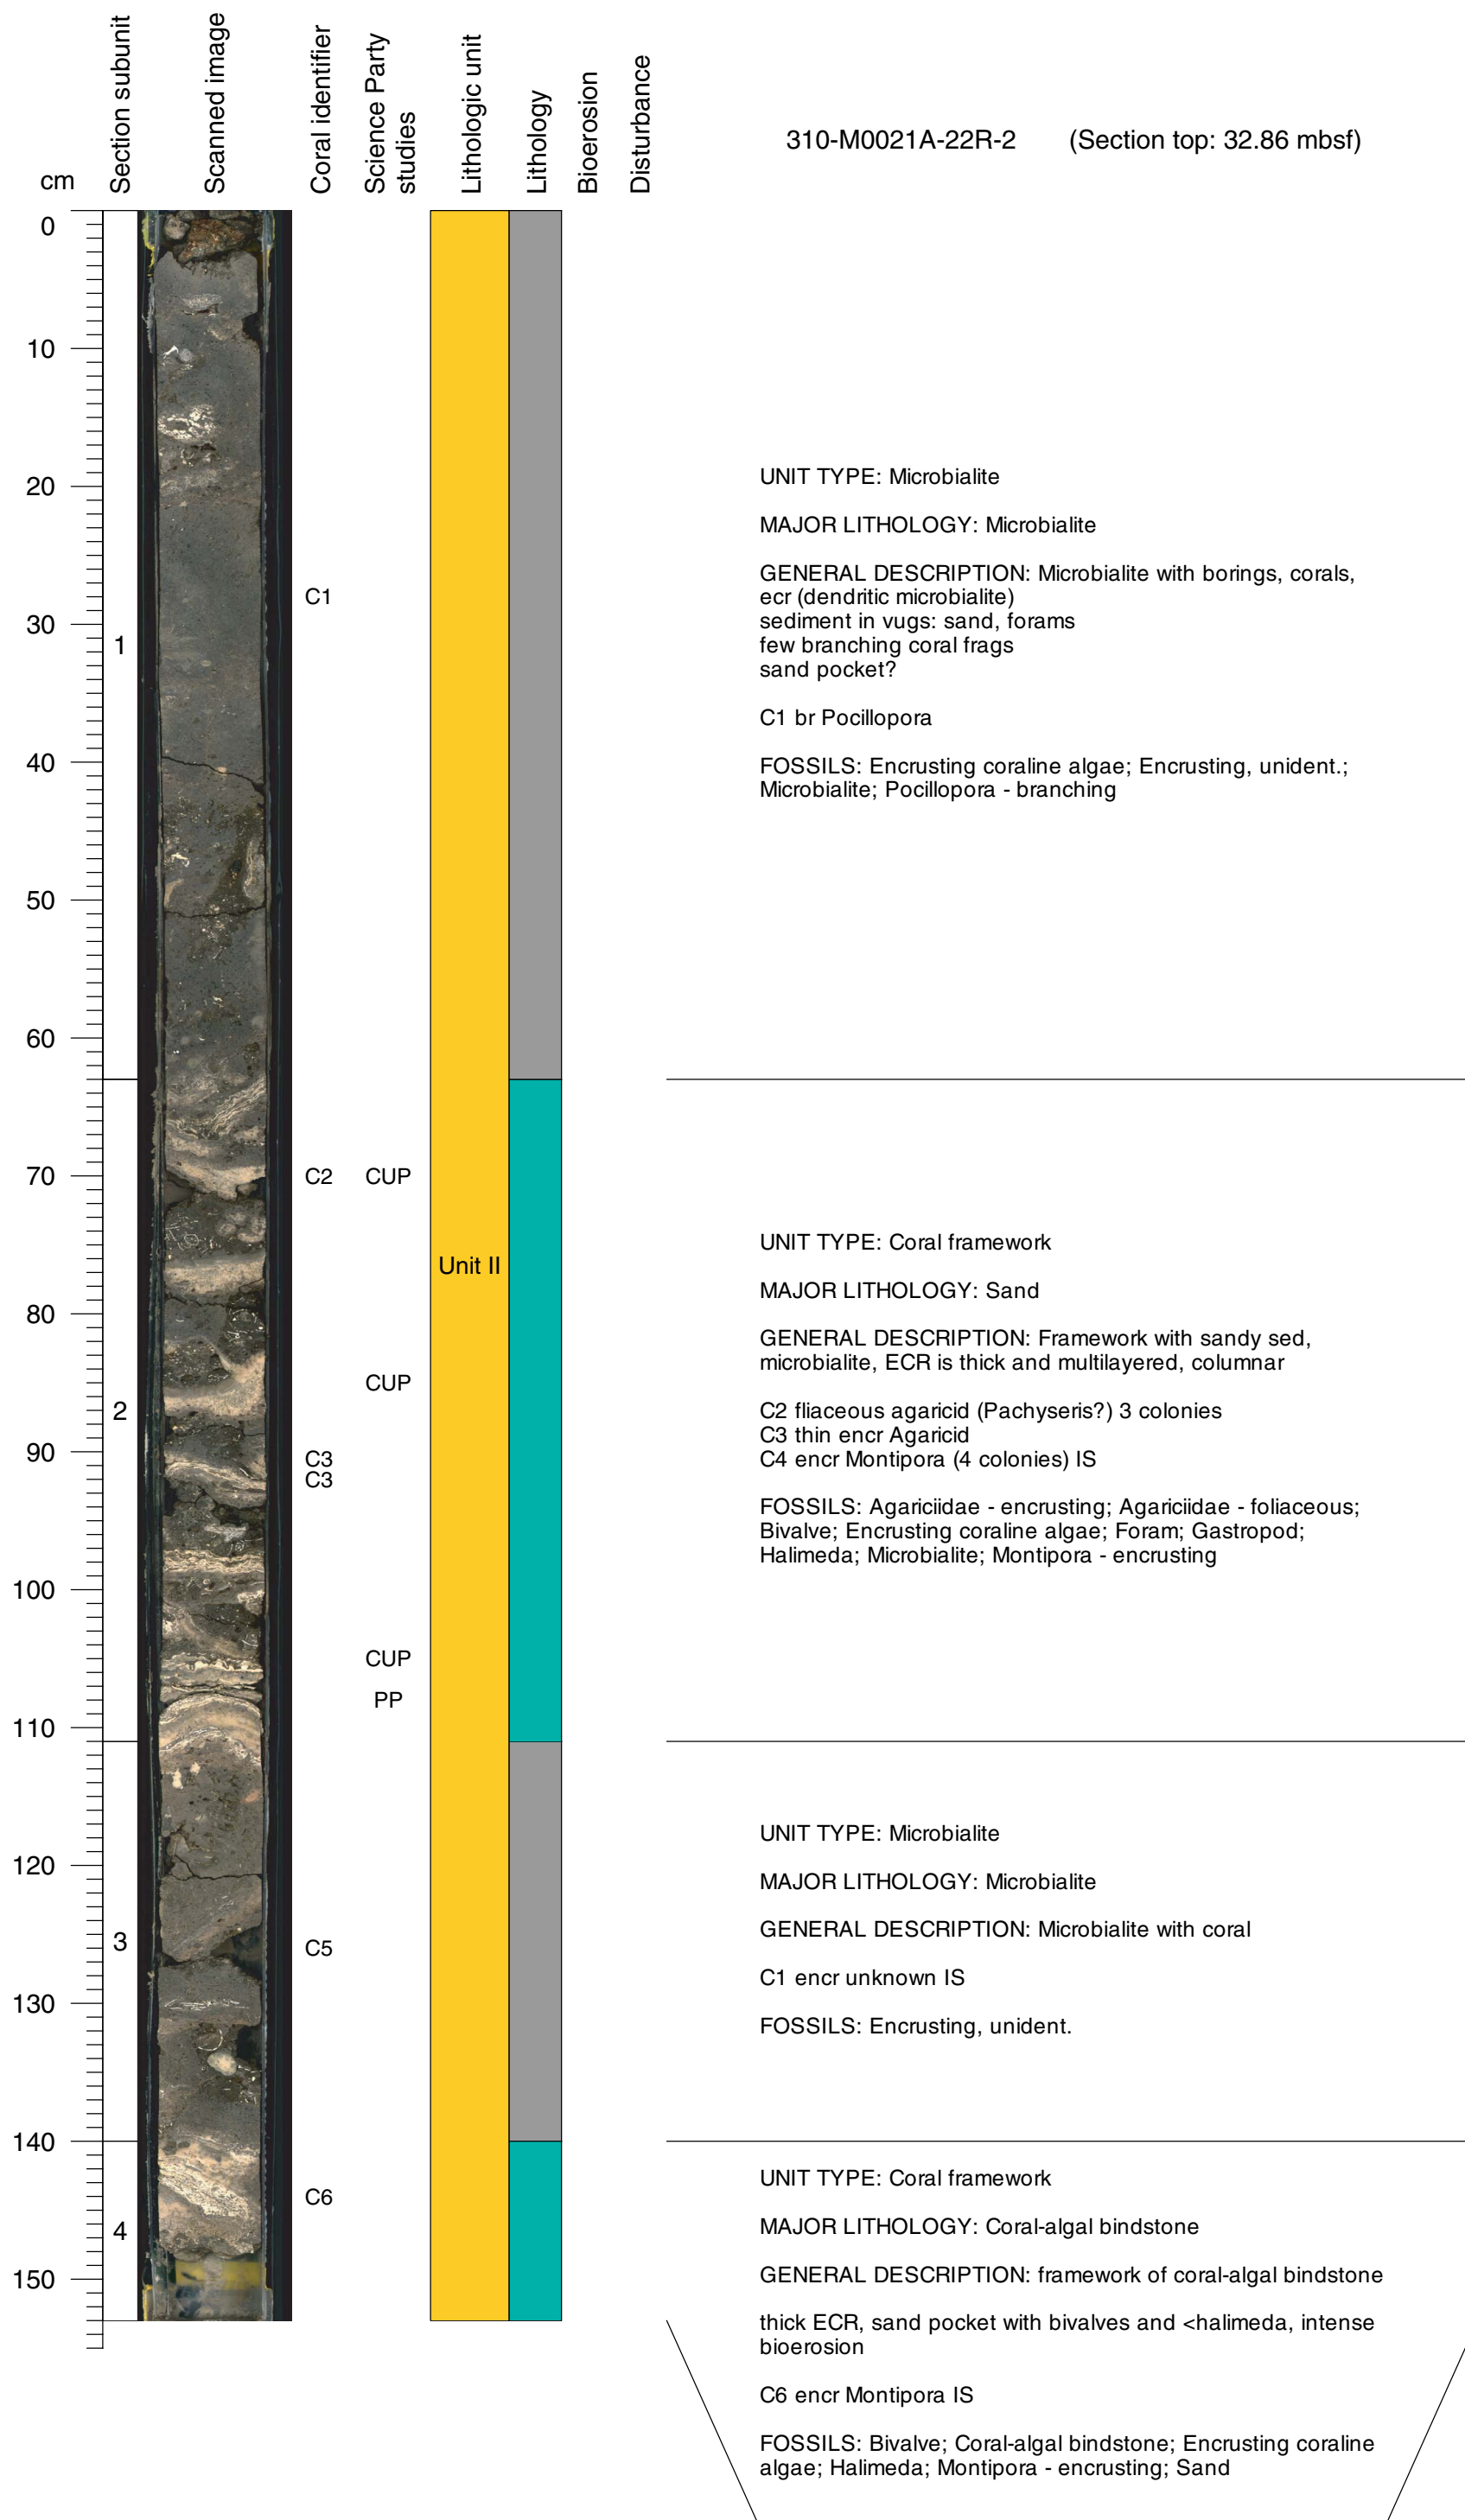 cm
Section subunit
Scanned image
Coral identifier
Science Party
studies
Lithologic unit
Lithology
Bioerosion
Disturbance
310-M0021A-22R-2 (Section top: 32.86 mbsf)
0
10
20
30
40
50
60
70
80
90
100
110
120
130
140
150
1
2
3
4
C1
C2
C3
C3
C5
C6
CUP
CUP
CUP
PP
Unit II
UNIT TYPE: Microbialite
MAJOR LITHOLOGY: Microbialite
GENERAL DESCRIPTION: Microbialite with borings, corals,
ecr (dendritic microbialite)
sediment in vugs: sand, forams
few branching coral frags
sand pocket?
C1 br Pocillopora
FOSSILS: Encrusting coraline algae; Encrusting, unident.;
Microbialite; Pocillopora - branching
UNIT TYPE: Coral framework
MAJOR LITHOLOGY: Sand
GENERAL DESCRIPTION: Framework with sandy sed,
microbialite, ECR is thick and multilayered, columnar
C2 fliaceous agaricid (Pachyseris?) 3 colonies
C3 thin encr Agaricid
C4 encr Montipora (4 colonies) IS
FOSSILS: Agariciidae - encrusting; Agariciidae - foliaceous;
Bivalve; Encrusting coraline algae; Foram; Gastropod;
Halimeda; Microbialite; Montipora - encrusting
UNIT TYPE: Microbialite
MAJOR LITHOLOGY: Microbialite
GENERAL DESCRIPTION: Microbialite with coral
C1 encr unknown IS
FOSSILS: Encrusting, unident.
UNIT TYPE: Coral framework
MAJOR LITHOLOGY: Coral-algal bindstone
GENERAL DESCRIPTION: framework of coral-algal bindstone
thick ECR, sand pocket with bivalves and <halimeda, intense
bioerosion
C6 encr Montipora IS
FOSSILS: Bivalve; Coral-algal bindstone; Encrusting coraline
algae; Halimeda; Montipora - encrusting; Sand